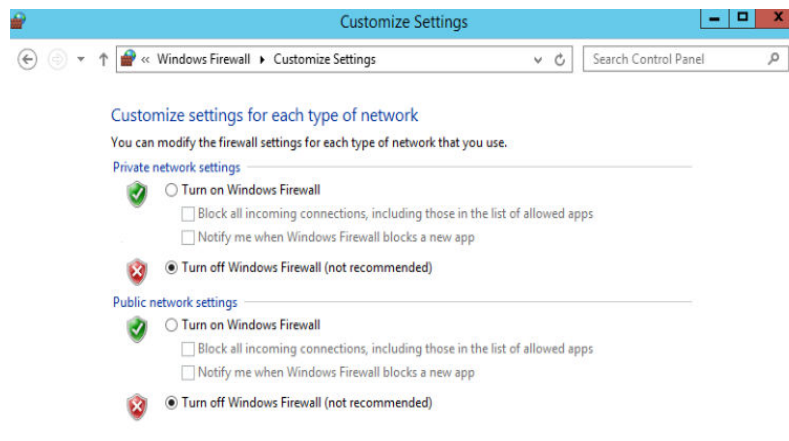 Customize Settings
« Windows Firewall ▸ Customize Settings
Search Control Panel
Customize settings for each type of network
You can modify the firewall settings for each type of network that you use.
Private network settings
Turn on Windows Firewall
Block all incoming connections, including those in the list of allowed apps
Notify me when Windows Firewall blocks a new app
Turn off Windows Firewall (not recommended)
Public network settings
Turn on Windows Firewall
Block all incoming connections, including those in the list of allowed apps
Notify me when Windows Firewall blocks a new app
Turn off Windows Firewall (not recommended)